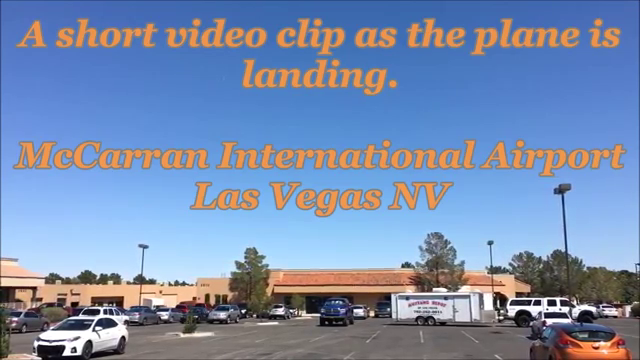 A short video clip as the plane is
landing.
McCarran International Airport
Las Vegas NV